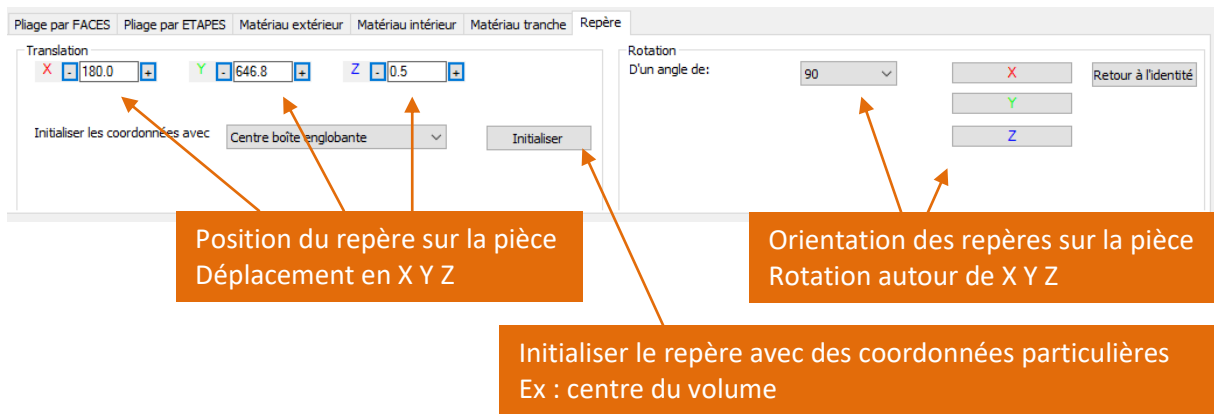 Pliage par FACES Pliage par ETAPES Matériau extérieur Matériau intérieur Matériau tranche Repère
Translation
X - 180.0 + Y - 646.8 + Z - 0.5 +
Initialiser les coordonnées avec Centre boîte englobante Initialiser
Rotation
D'un angle de: 90 X Retour à l'identité
Y
Z
Position du repère sur la pièce
Déplacement en X Y Z
Orientation des repères sur la pièce
Rotation autour de X Y Z
Initialiser le repère avec des coordonnées particulières
Ex : centre du volume